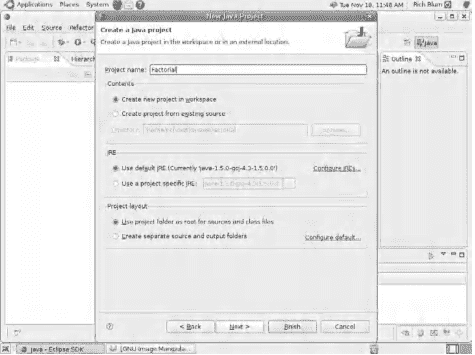 Applications Places System
Tue Nov 18, 11:46 AM Rich Blum
New Java Project
File Edit Source Refactor
Create a Java project
Create a Java project in the workspace or in an external location.
Java
Hierarch
Outline
An outline is not available.
Project name: Factorial
Contents
Create new project in workspace
Create project from existing source
JRE
Use default JRE (Currently 'java-1.5.0-gcj-4.3-1.5.0.0')
Configure JREs...
Use a project specific JRE:
Project layout
Use project folder as root for sources and class files
Create separate source and output folders
Configure default...
< Back Next > Finish Cancel
java - Eclipse SDK
[GNU Image Manipula...